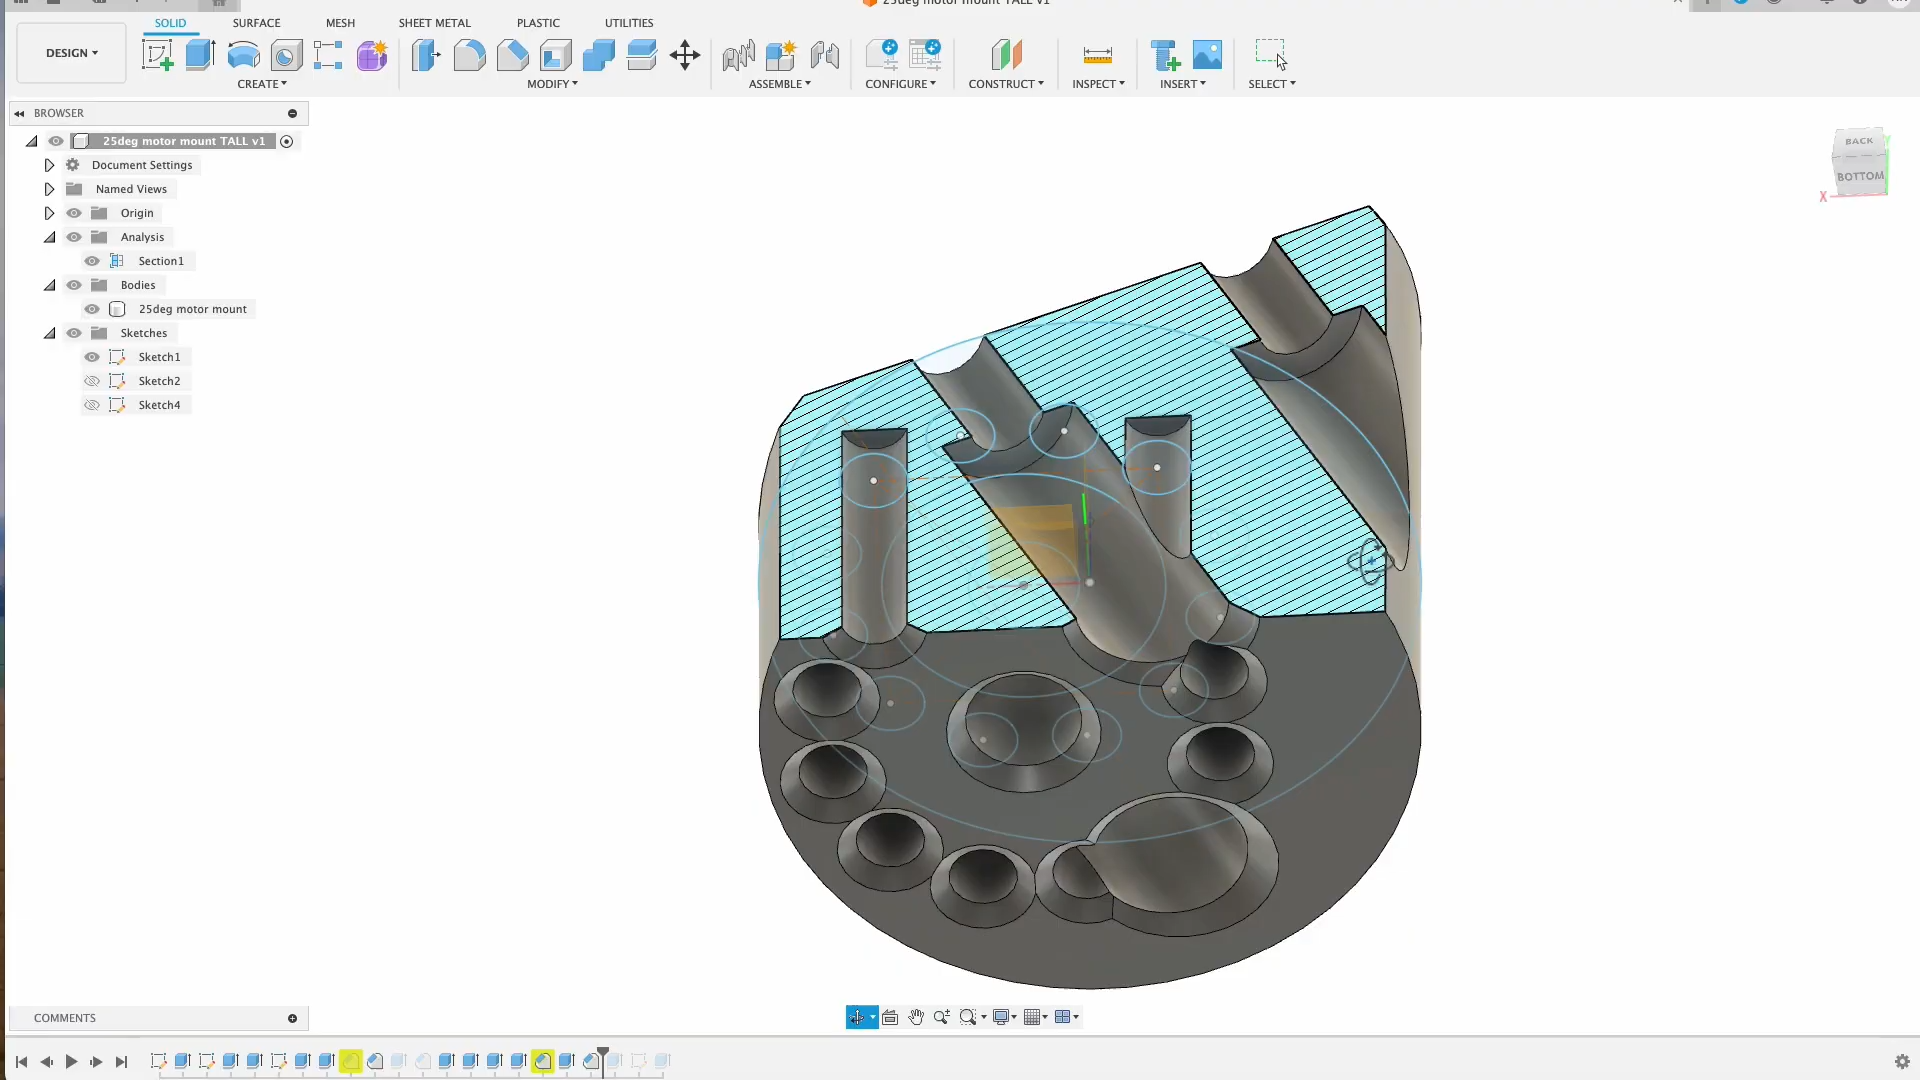 25deg motor mount TALL v1
SOLID SURFACE MESH SHEET METAL PLASTIC UTILITIES
DESIGN
CREATE MODIFY ASSEMBLE CONFIGURE CONSTRUCT INSPECT INSERT SELECT
BROWSER
25deg motor mount TALL v1
Document Settings
Named Views
Origin
Analysis
Section1
Bodies
25deg motor mount
Sketches
Sketch1
Sketch2
Sketch4
BACK
BOTTOM
X
Y
COMMENTS